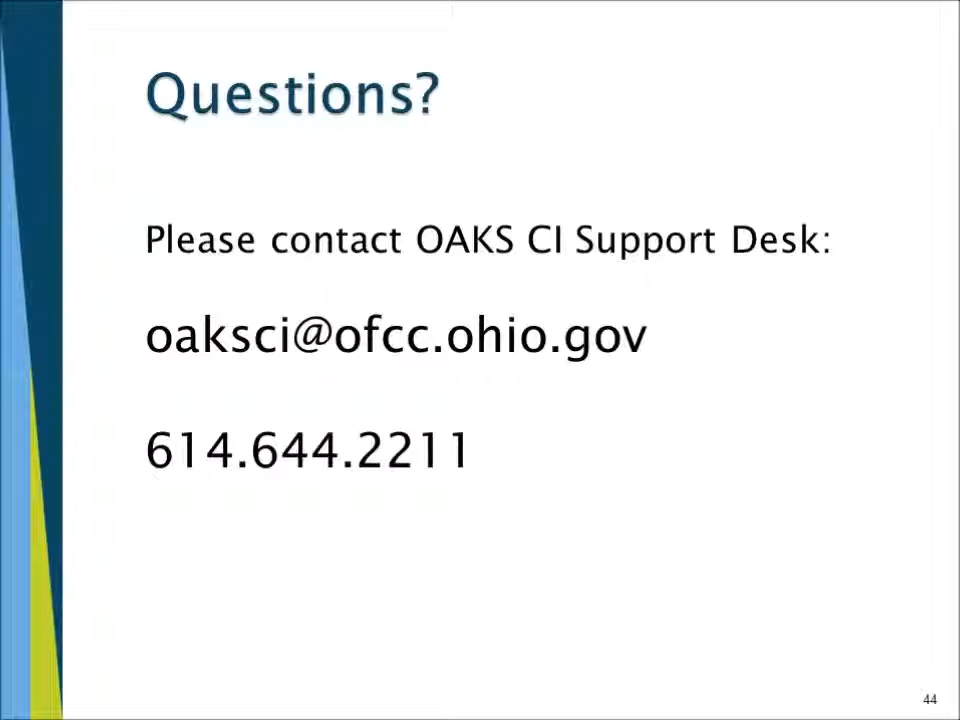 Questions?
Please contact OAKS CI Support Desk:
oaksci@ofcc.ohio.gov
614.644.2211
44